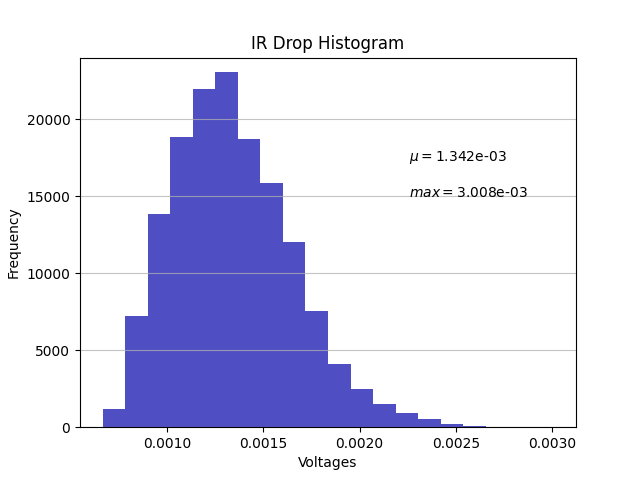 IR Drop Histogram
20000
15000
10000
5000
0
Frequency
μ = 1.342e-03
max = 3.008e-03
0.0010 0.0015 0.0020 0.0025 0.0030
Voltages